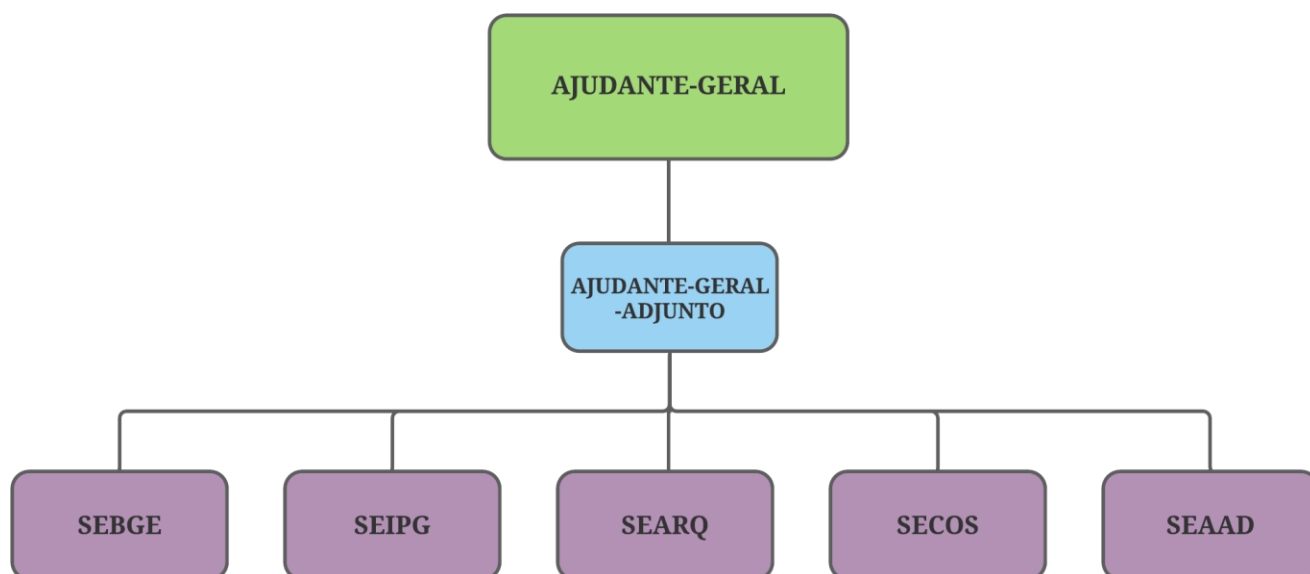 AJUDANTE-GERAL
AJUDANTE-GERAL
-ADJUNTO
SEBGE
SEIPG
SEARQ
SECOS
SEAAD